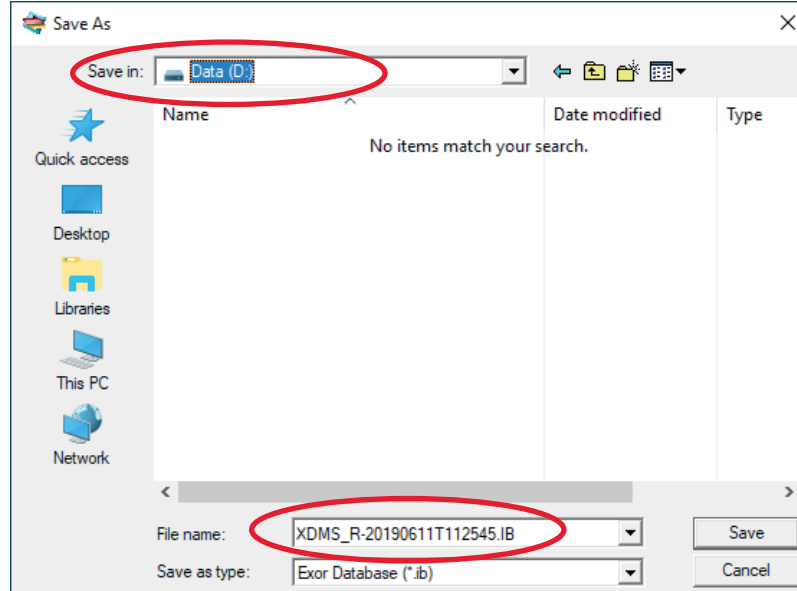 Save As
Save in: Data (D:)
Name Date modified Type
No items match your search.
Quick access
Desktop
Libraries
This PC
Network
File name: XDMS_R-20190611T112545.IB Save
Save as type: Exor Database (*.ib) Cancel